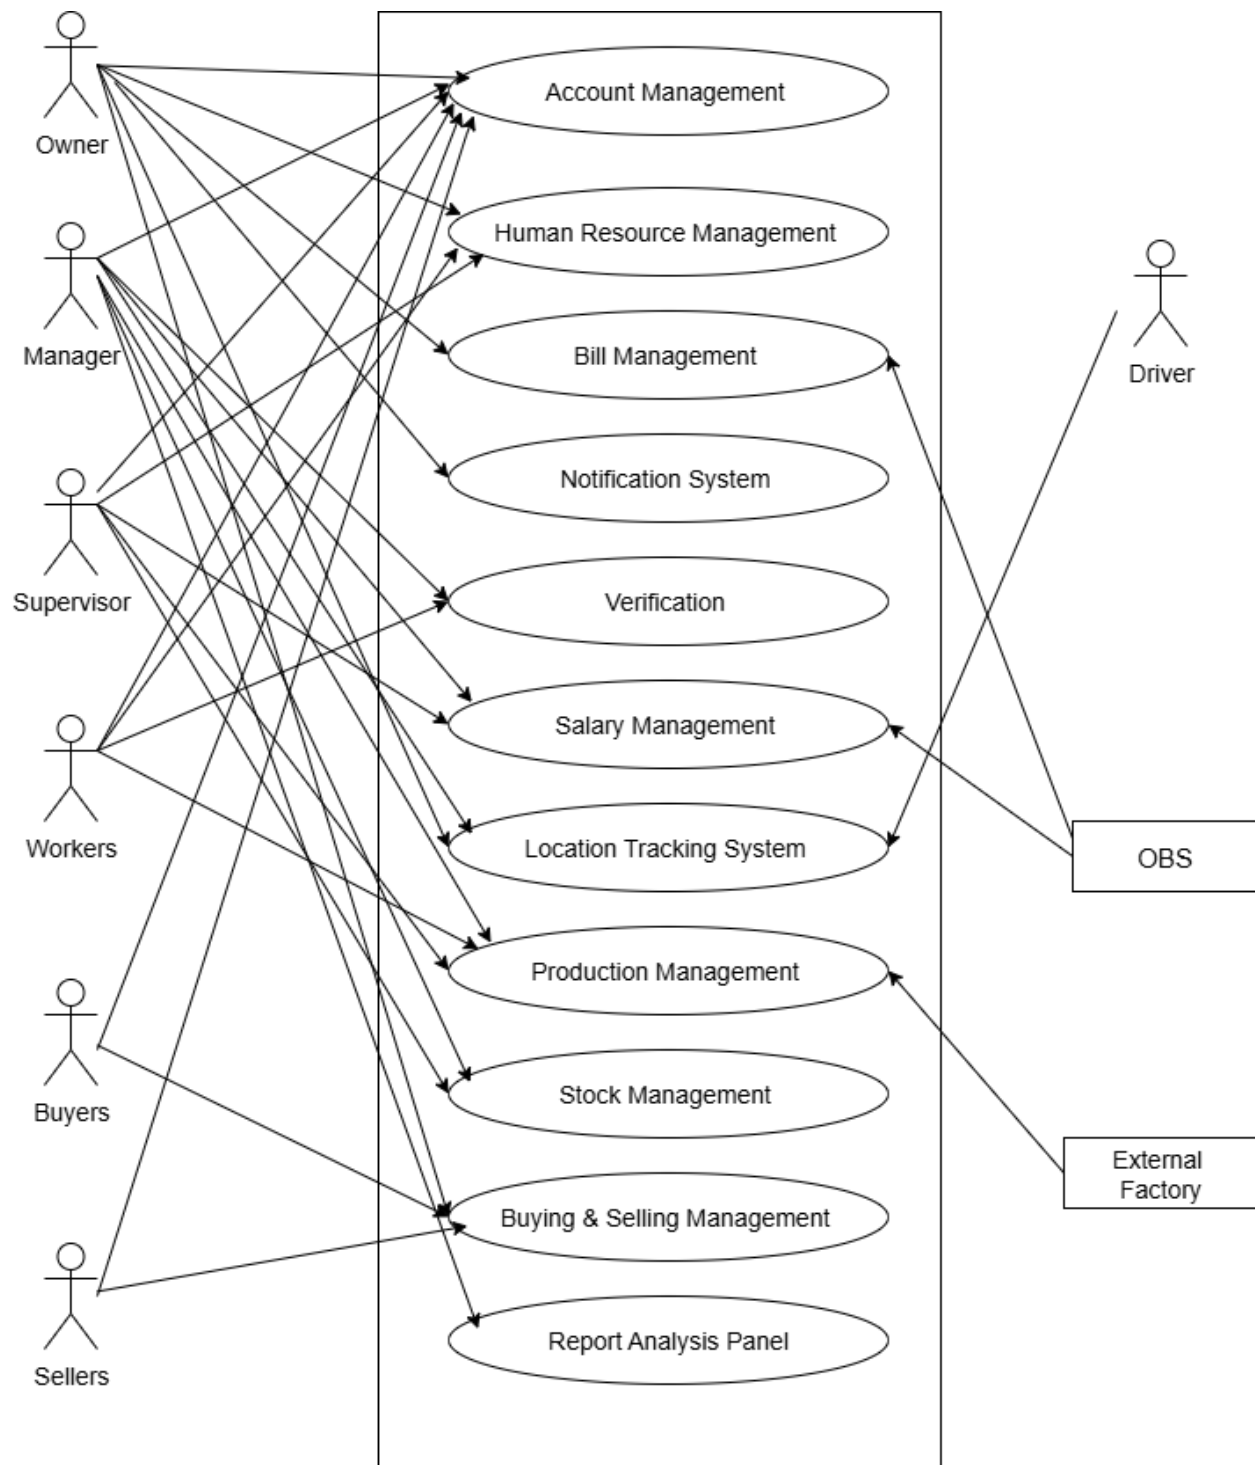 Owner
Manager
Supervisor
Workers
Buyers
Sellers
Account Management
Human Resource Management
Bill Management
Notification System
Verification
Salary Management
Location Tracking System
Production Management
Stock Management
Buying & Selling Management
Report Analysis Panel
Driver
OBS
External
Factory